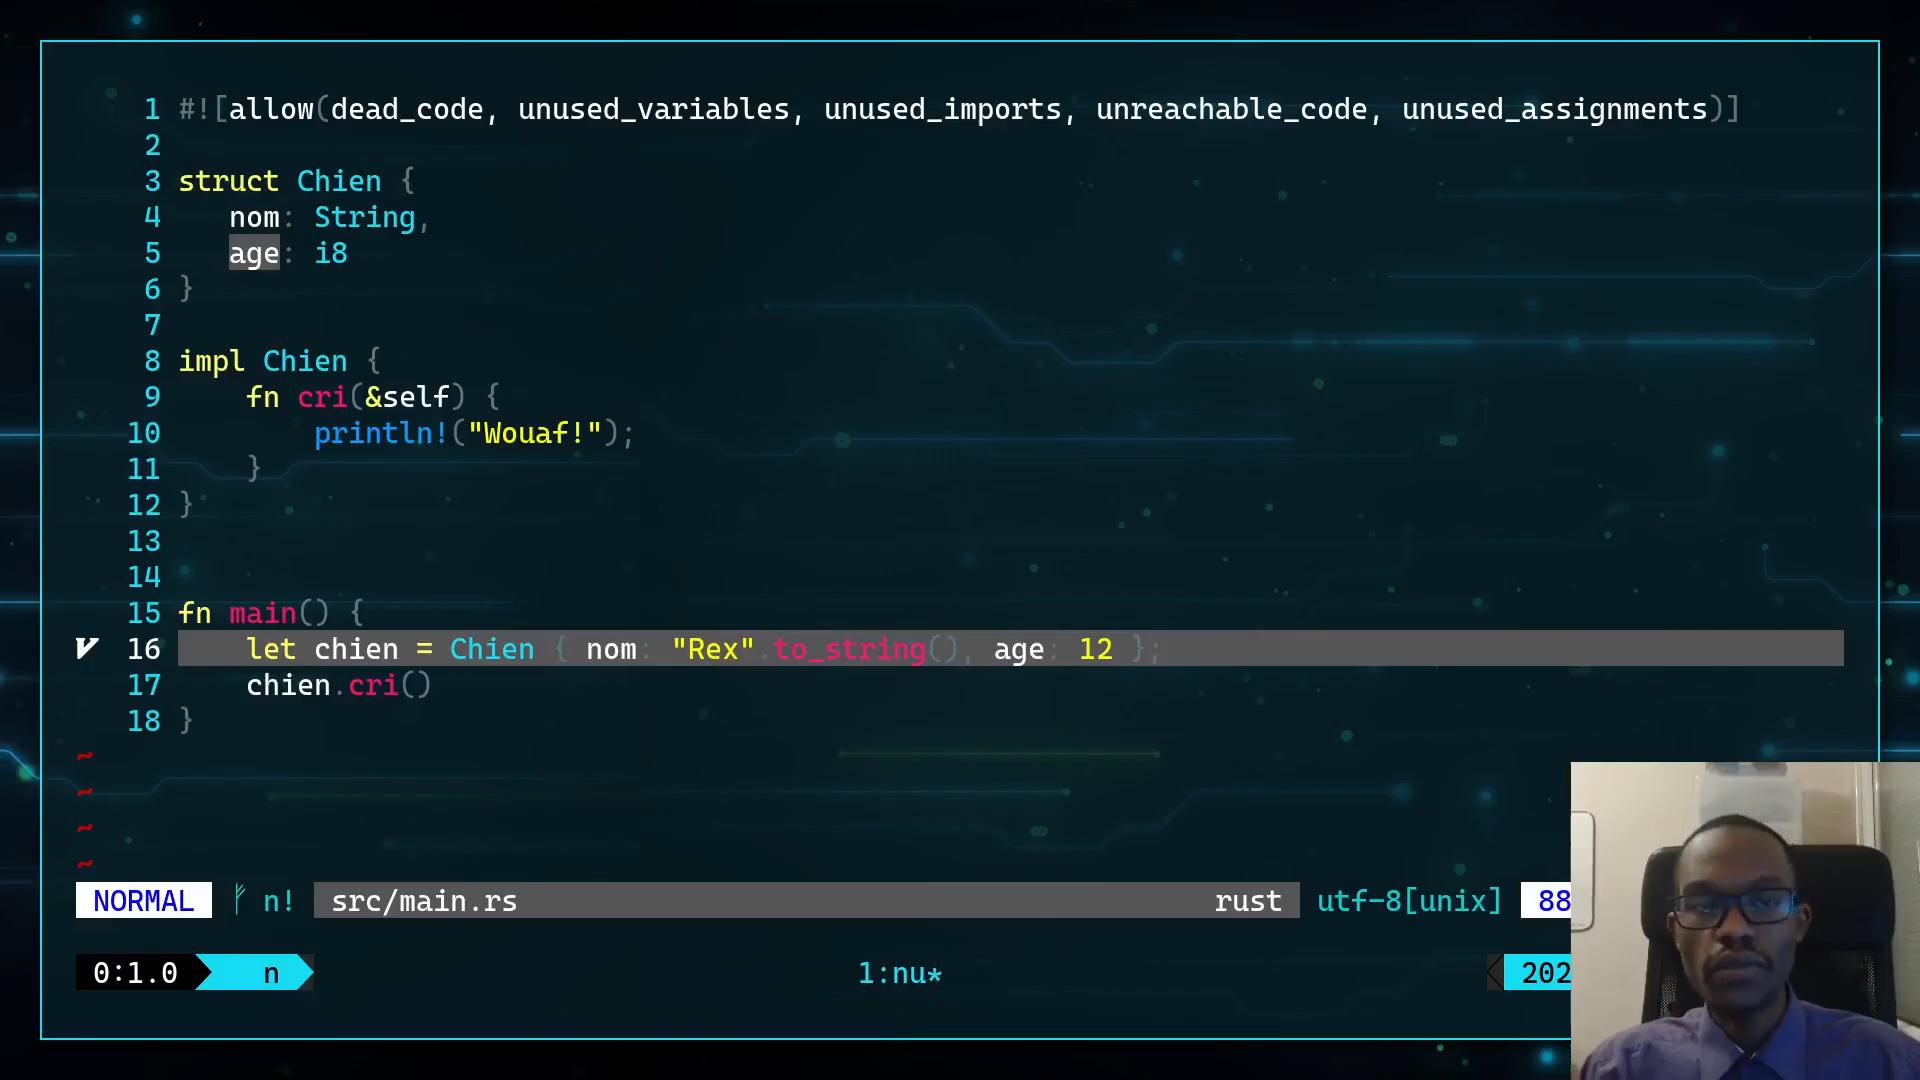 1 #![allow(dead_code, unused_variables, unused_imports, unreachable_code, unused_assignments)]
2
3 struct Chien {
4 nom: String,
5 age: i8
6 }
7
8 impl Chien {
9 fn cri(&self) {
10 println!("Wouaf!");
11 }
12 }
13
14
15 fn main() {
V 16 let chien = Chien { nom: "Rex".to_string(), age: 12 };
17 chien.cri()
18 }
~
~
~
~
NORMAL n! src/main.rs rust utf-8[unix] 88
0:1.0 n 1:nu* 202